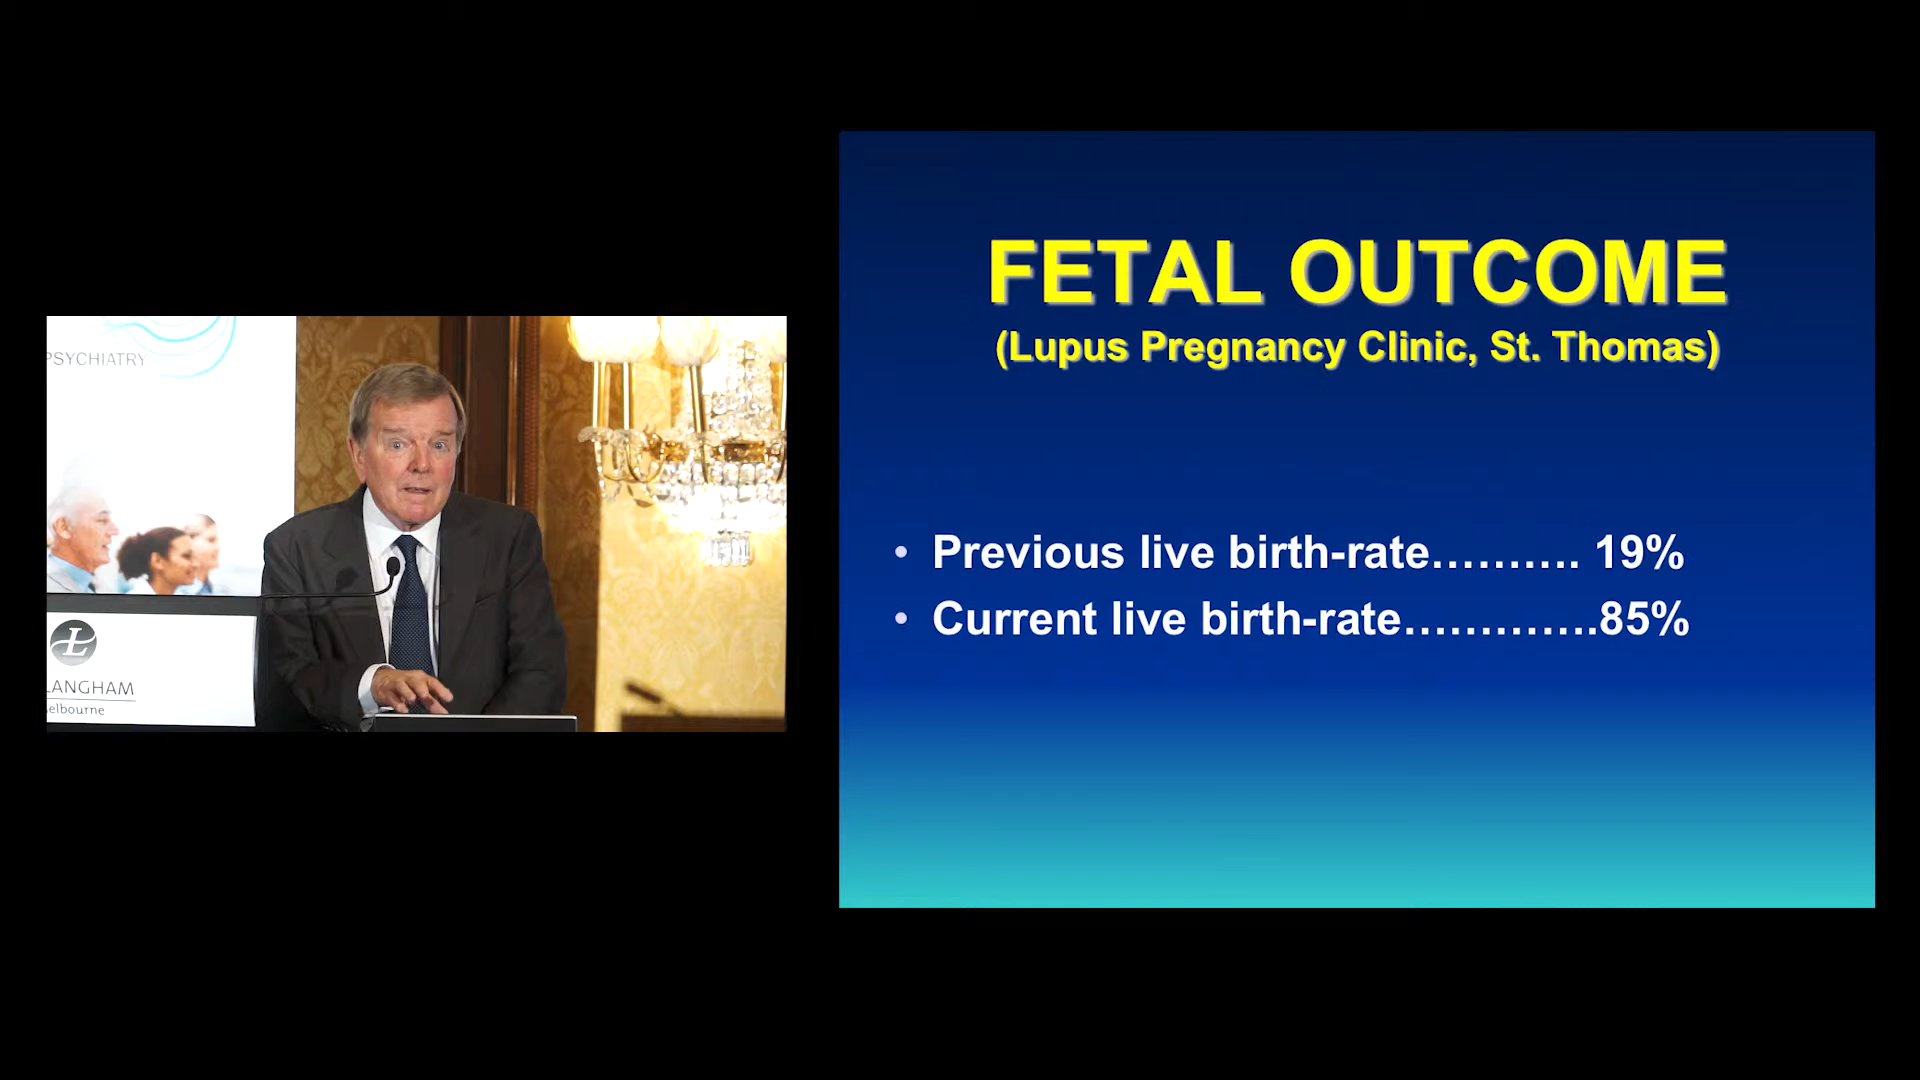 PSYCHIATRY
LANGHAM
elbourne
FETAL OUTCOME
(Lupus Pregnancy Clinic, St. Thomas)
• Previous live birth-rate………. 19%
• Current live birth-rate………….85%